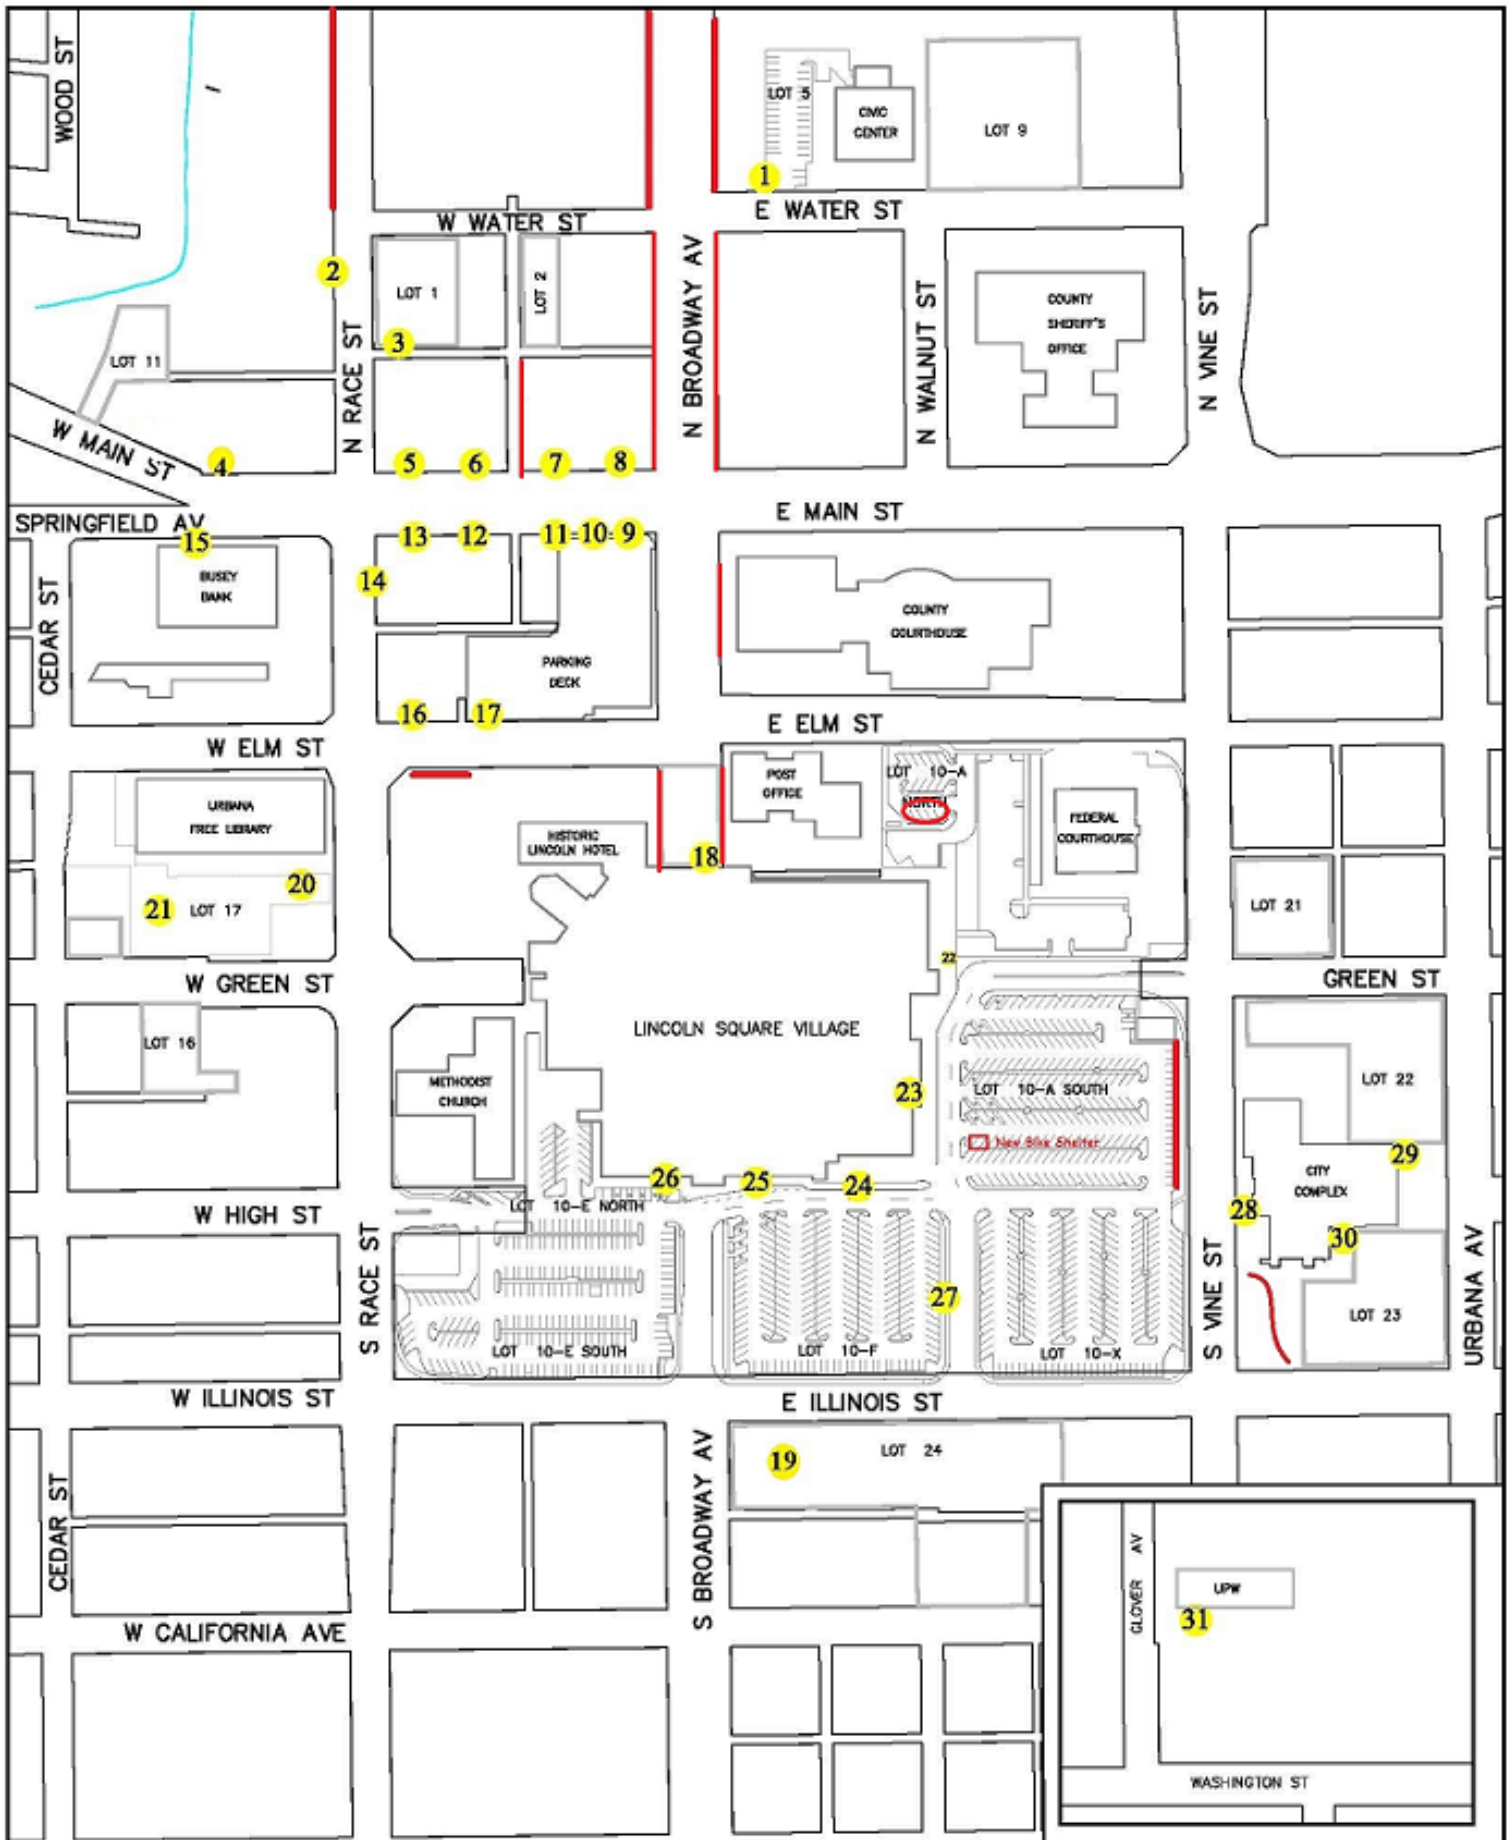 WOOD ST
LOT 5
CIVIC
CENTER
LOT 9
1
W WATER ST
E WATER ST
2
LOT 1
LOT 2
N BROADWAY AV
COUNTY
SHERIFF'S
OFFICE
3
LOT 11
N RACE ST
N WALNUT ST
N VINE ST
W MAIN ST
4
5
6
7
8
SPRINGFIELD AV
E MAIN ST
15
13
12
11
10
9
BUSEY
BANK
14
CEDAR ST
COUNTY
COURTHOUSE
PARKING
DECK
16
17
W ELM ST
E ELM ST
POST
OFFICE
LOT 10-A
NORTH
URBANA
FREE LIBRARY
HISTORIC
LINCOLN HOTEL
FEDERAL
COURTHOUSE
18
20
21
LOT 17
LOT 21
22
W GREEN ST
GREEN ST
LINCOLN SQUARE VILLAGE
LOT 16
METHODIST
CHURCH
23
LOT 10-A SOUTH
LOT 22
New Bike Shelter
29
26
25
24
CITY
COMPLEX
LOT 10-E NORTH
W HIGH ST
28
30
S RACE ST
27
S VINE ST
URBANA AV
LOT 23
LOT 10-E SOUTH
LOT 10-F
LOT 10-X
W ILLINOIS ST
E ILLINOIS ST
19
LOT 24
CEDAR ST
S BROADWAY AV
GLOVER AV
UPW
31
W CALIFORNIA AVE
WASHINGTON ST